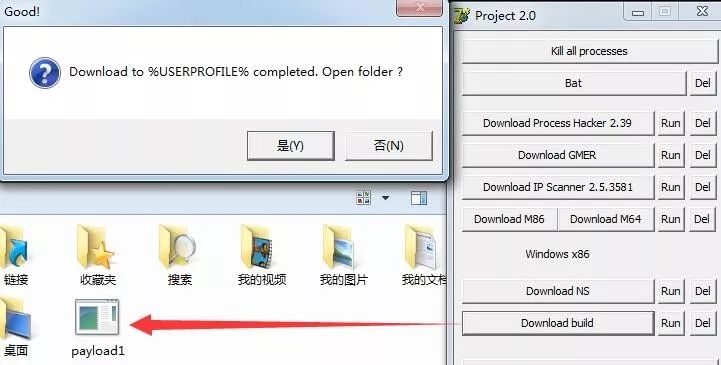 Good!
Download to %USERPROFILE% completed. Open folder ?
是(Y)
否(N)
链接
收藏夹
搜索
我的视频
我的图片
我的文档
桌面
payload1
Project 2.0
Kill all processes
Bat
Del
Download Process Hacker 2.39
Run
Del
Download GMER
Run
Del
Download IP Scanner 2.5.3581
Run
Del
Download M86
Download M64
Run
Del
Windows x86
Download NS
Run
Del
Download build
Run
Del